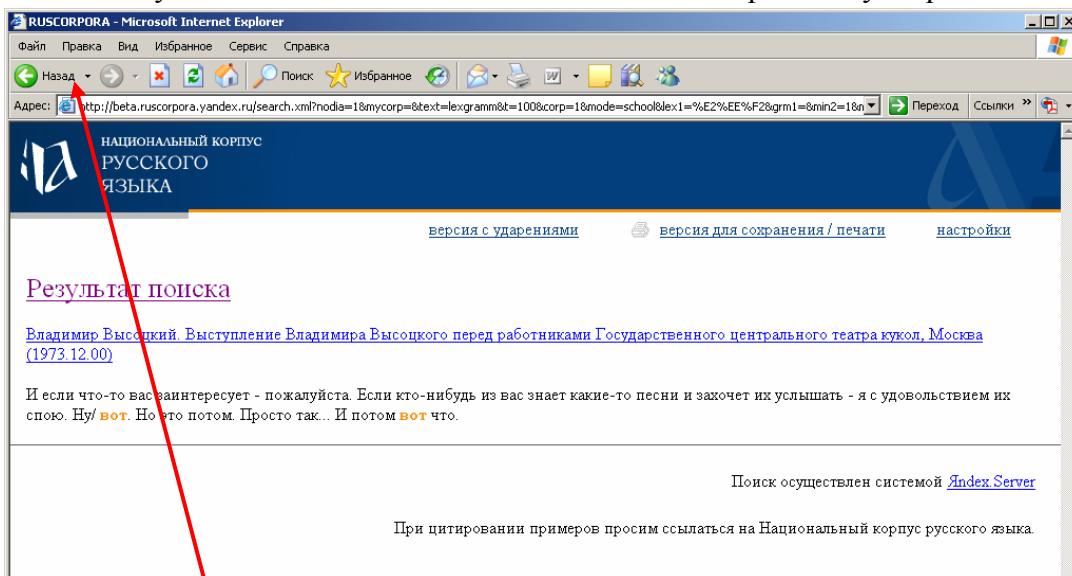 RUSCORPORA - Microsoft Internet Explorer
Файл Правка Вид Избранное Сервис Справка
Назад Поиск Избранное
Адрес: http://beta.ruscorpora.yandex.ru/search.xml?nodia=1&mycorp=&text=lexgramm&t=100&corp=1&mode=school&lex1=%E2%EE%F2&grm1=&min2=1&n Переход Ссылки »
НАЦИОНАЛЬНЫЙ КОРПУС
РУССКОГО
ЯЗЫКА
версия с ударениями версия для сохранения / печати настройки
Результат поиска
Владимир Высоцкий. Выступление Владимира Высоцкого перед работниками Государственного центрального театра кукол, Москва
(1973.12.00)
И если что-то вас заинтересует - пожалуйста. Если кто-нибудь из вас знает какие-то песни и захочет их услышать - я с удовольствием их
спою. Ну/ вот. Но это потом. Просто так... И потом вот что.
Поиск осуществлен системой Яndex.Server
При цитировании примеров просим ссылаться на Национальный корпус русского языка.